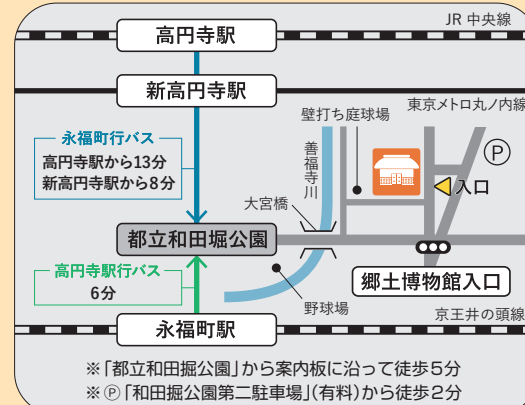 JR 中央線
高円寺駅
新高円寺駅
東京メトロ丸ノ内線
壁打ち庭球場
永福町行バス
高円寺駅から13分
新高円寺駅から8分
善福寺川
Ⓟ
入口
大宮橋
都立和田堀公園
高円寺駅行バス
6分
野球場
郷土博物館入口
京王井の頭線
永福町駅
※「都立和田堀公園」から案内板に沿って徒歩5分
※Ⓟ「和田堀公園第二駐車場」(有料)から徒歩2分